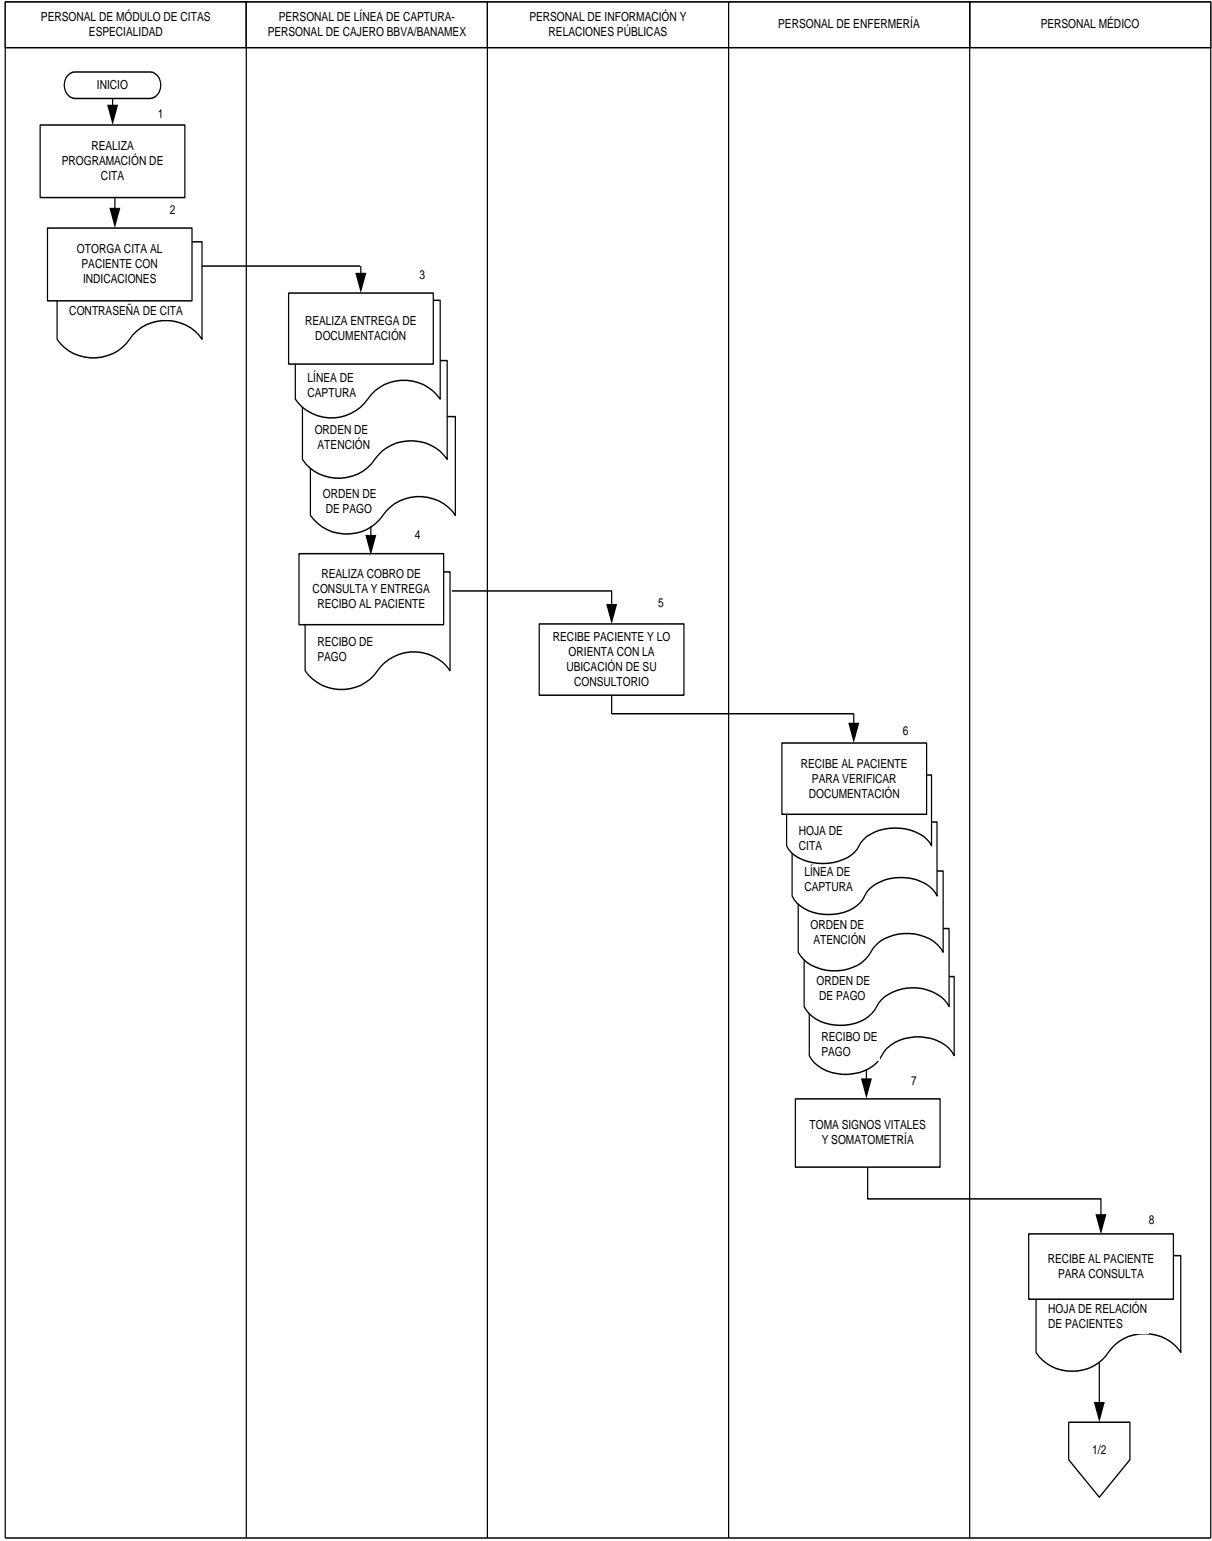 PERSONAL DE MÓDULO DE CITAS
ESPECIALIDAD
PERSONAL DE LÍNEA DE CAPTURA-
PERSONAL DE CAJERO BBVA/BANAMEX
PERSONAL DE INFORMACIÓN Y
RELACIONES PÚBLICAS
PERSONAL DE ENFERMERÍA
PERSONAL MÉDICO
INICIO
1
REALIZA
PROGRAMACIÓN DE
CITA
2
OTORGA CITA AL
PACIENTE CON
INDICACIONES
CONTRASEÑA DE CITA
3
REALIZA ENTREGA DE
DOCUMENTACIÓN
LÍNEA DE
CAPTURA
ORDEN DE
ATENCIÓN
ORDEN DE
DE PAGO
4
REALIZA COBRO DE
CONSULTA Y ENTREGA
RECIBO AL PACIENTE
RECIBO DE
PAGO
5
RECIBE PACIENTE Y LO
ORIENTA CON LA
UBICACIÓN DE SU
CONSULTORIO
6
RECIBE AL PACIENTE
PARA VERIFICAR
DOCUMENTACIÓN
HOJA DE
CITA
LÍNEA DE
CAPTURA
ORDEN DE
ATENCIÓN
ORDEN DE
DE PAGO
RECIBO DE
PAGO
7
TOMA SIGNOS VITALES
Y SOMATOMETRÍA
8
RECIBE AL PACIENTE
PARA CONSULTA
HOJA DE RELACIÓN
DE PACIENTES
1/2